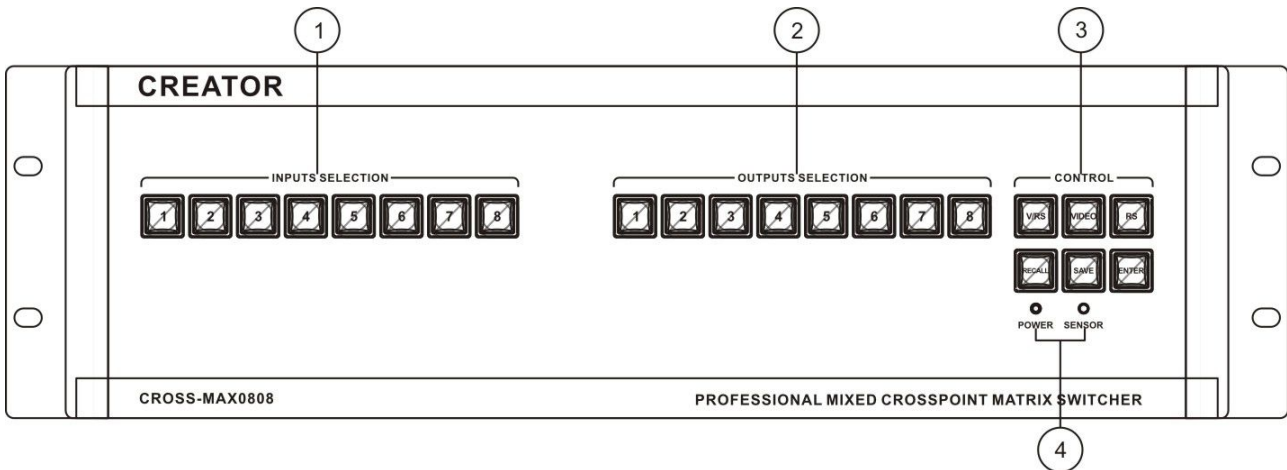 1 2 3
CREATOR
INPUTS SELECTION OUTPUTS SELECTION CONTROL
1 2 3 4 5 6 7 8 1 2 3 4 5 6 7 8 V/RS VIDEO RS
RECALL SAVE ENTER
POWER SENSOR
CROSS-MAX0808 PROFESSIONAL MIXED CROSSPOINT MATRIX SWITCHER
4